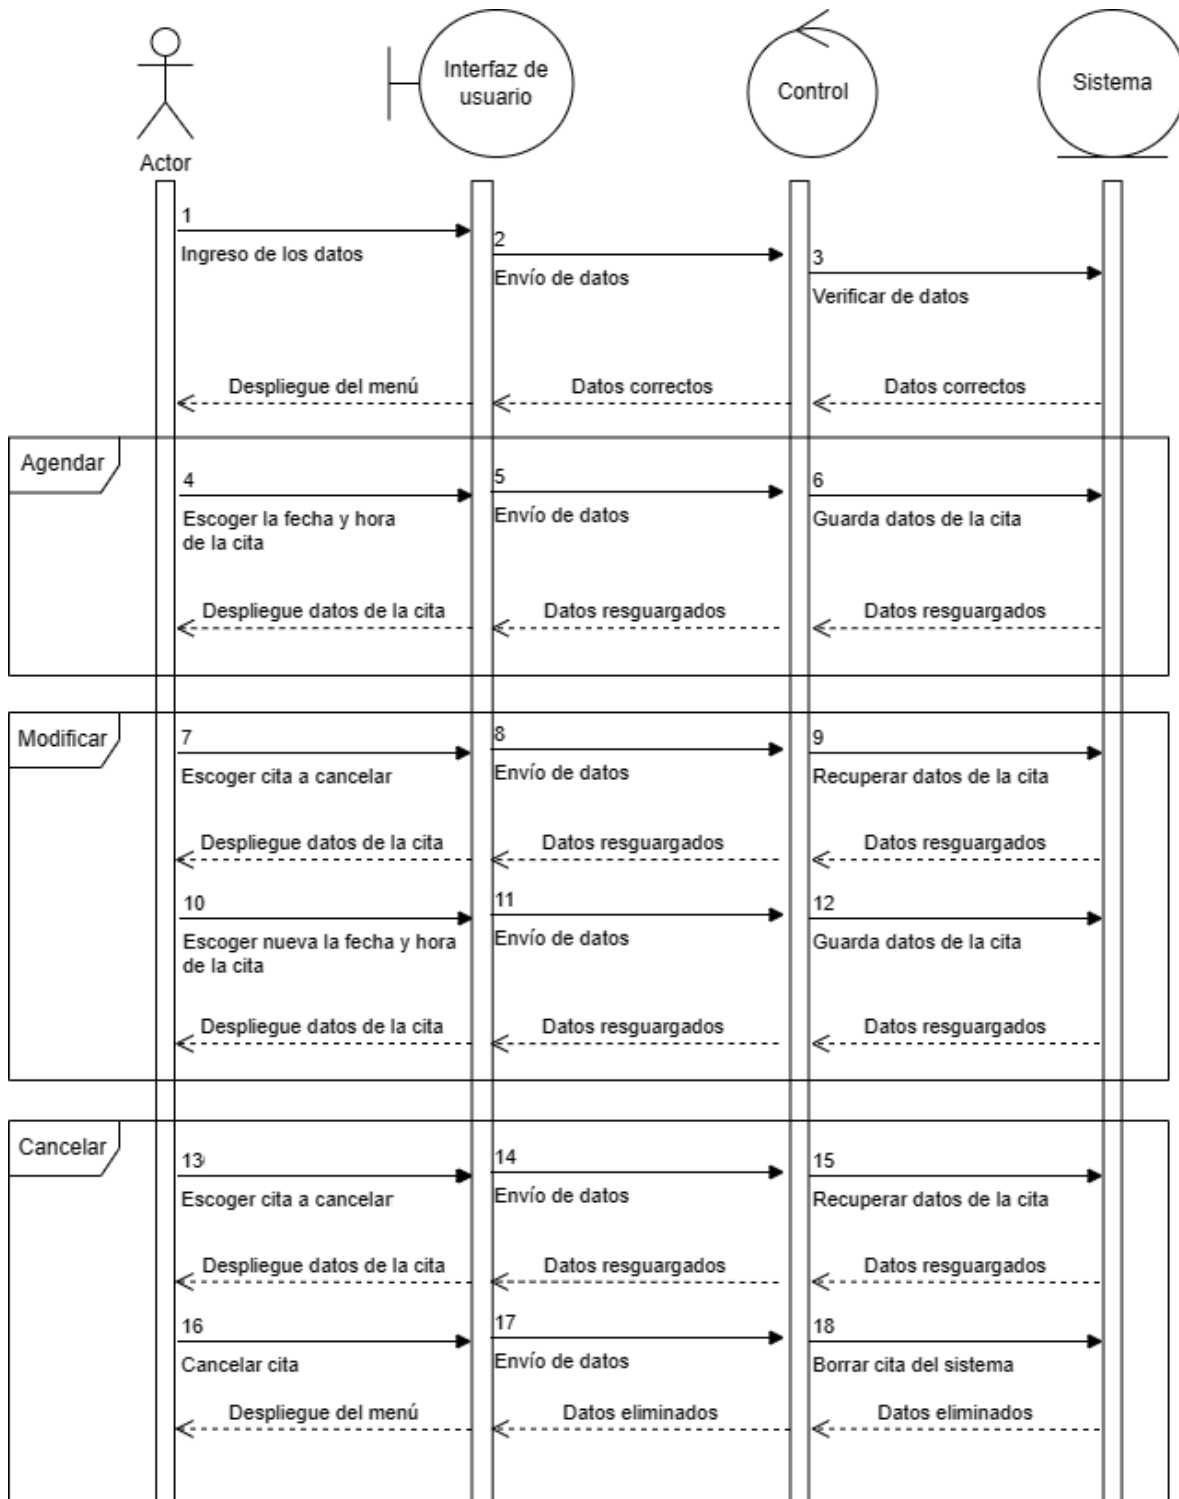 Interfaz de
usuario
Control
Sistema
Actor
1
Ingreso de los datos
2
Envío de datos
3
Verificar de datos
Despliegue del menú
Datos correctos
Datos correctos
Agendar
4
Escoger la fecha y hora
de la cita
5
Envío de datos
6
Guarda datos de la cita
Despliegue datos de la cita
Datos resguargados
Datos resguargados
Modificar
7
Escoger cita a cancelar
8
Envío de datos
9
Recuperar datos de la cita
Despliegue datos de la cita
Datos resguargados
Datos resguargados
10
Escoger nueva la fecha y hora
de la cita
11
Envío de datos
12
Guarda datos de la cita
Despliegue datos de la cita
Datos resguargados
Datos resguargados
Cancelar
13
Escoger cita a cancelar
14
Envío de datos
15
Recuperar datos de la cita
Despliegue datos de la cita
Datos resguargados
Datos resguargados
16
Cancelar cita
17
Envío de datos
18
Borrar cita del sistema
Despliegue del menú
Datos eliminados
Datos eliminados